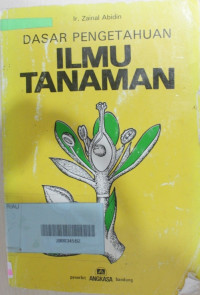 Ir. Zainal Abidin
DASAR PENGETAHUAN
ILMU
TANAMAN
penerbit ANGKASA bandung